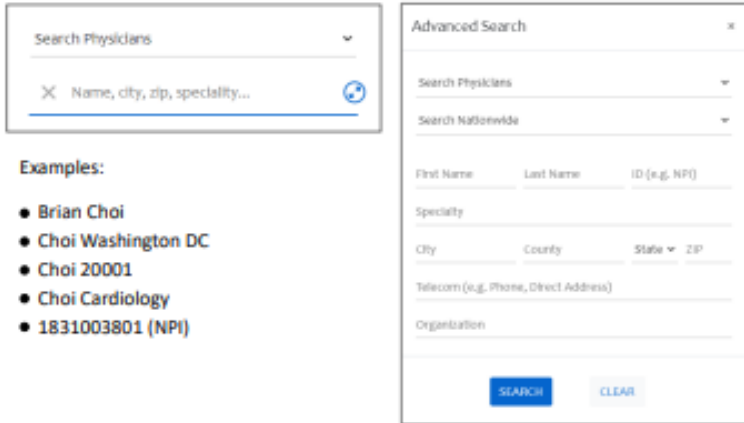 Search Physicians
Name, city, zip, speciality...
Examples:
Brian Choi
Choi Washington DC
Choi 20001
Choi Cardiology
1831003801 (NPI)
Advanced Search
Search Physicians
Search Nationwide
First Name Last Name ID (e.g. NPI)
Specialty
City County State ZIP
Telecom (e.g. Phone, Direct Address)
Organization
SEARCH CLEAR